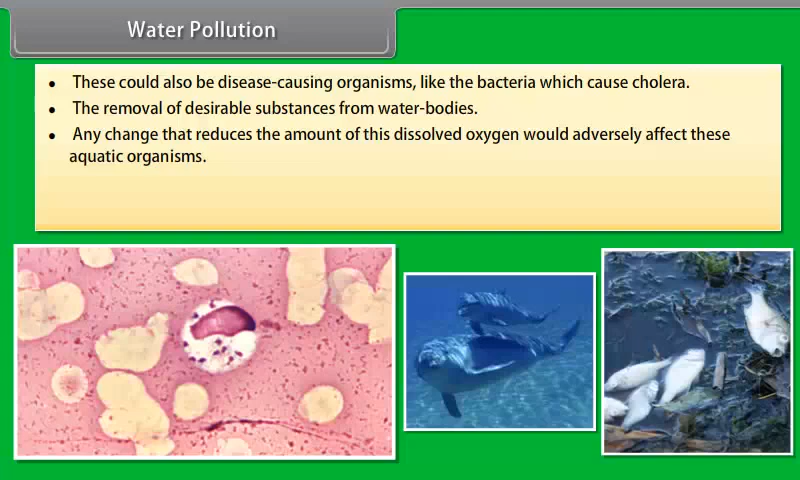 Water Pollution
• These could also be disease-causing organisms, like the bacteria which cause cholera.
• The removal of desirable substances from water-bodies.
• Any change that reduces the amount of this dissolved oxygen would adversely affect these
aquatic organisms.